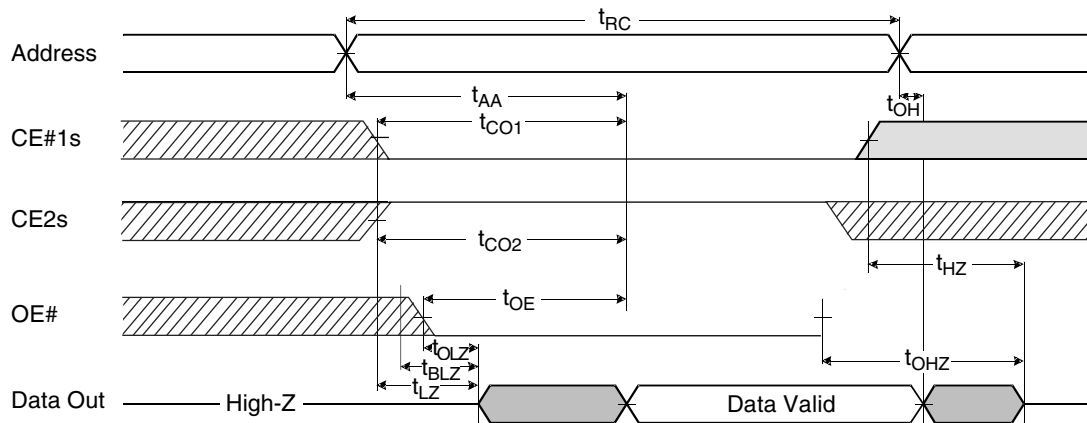 tRC
Address
tAA
tOH
CE#1s
tCO1
CE2s
tCO2
tHZ
OE#
tOE
tOLZ
tBLZ
tOHZ
tLZ
Data Out
High-Z
Data Valid